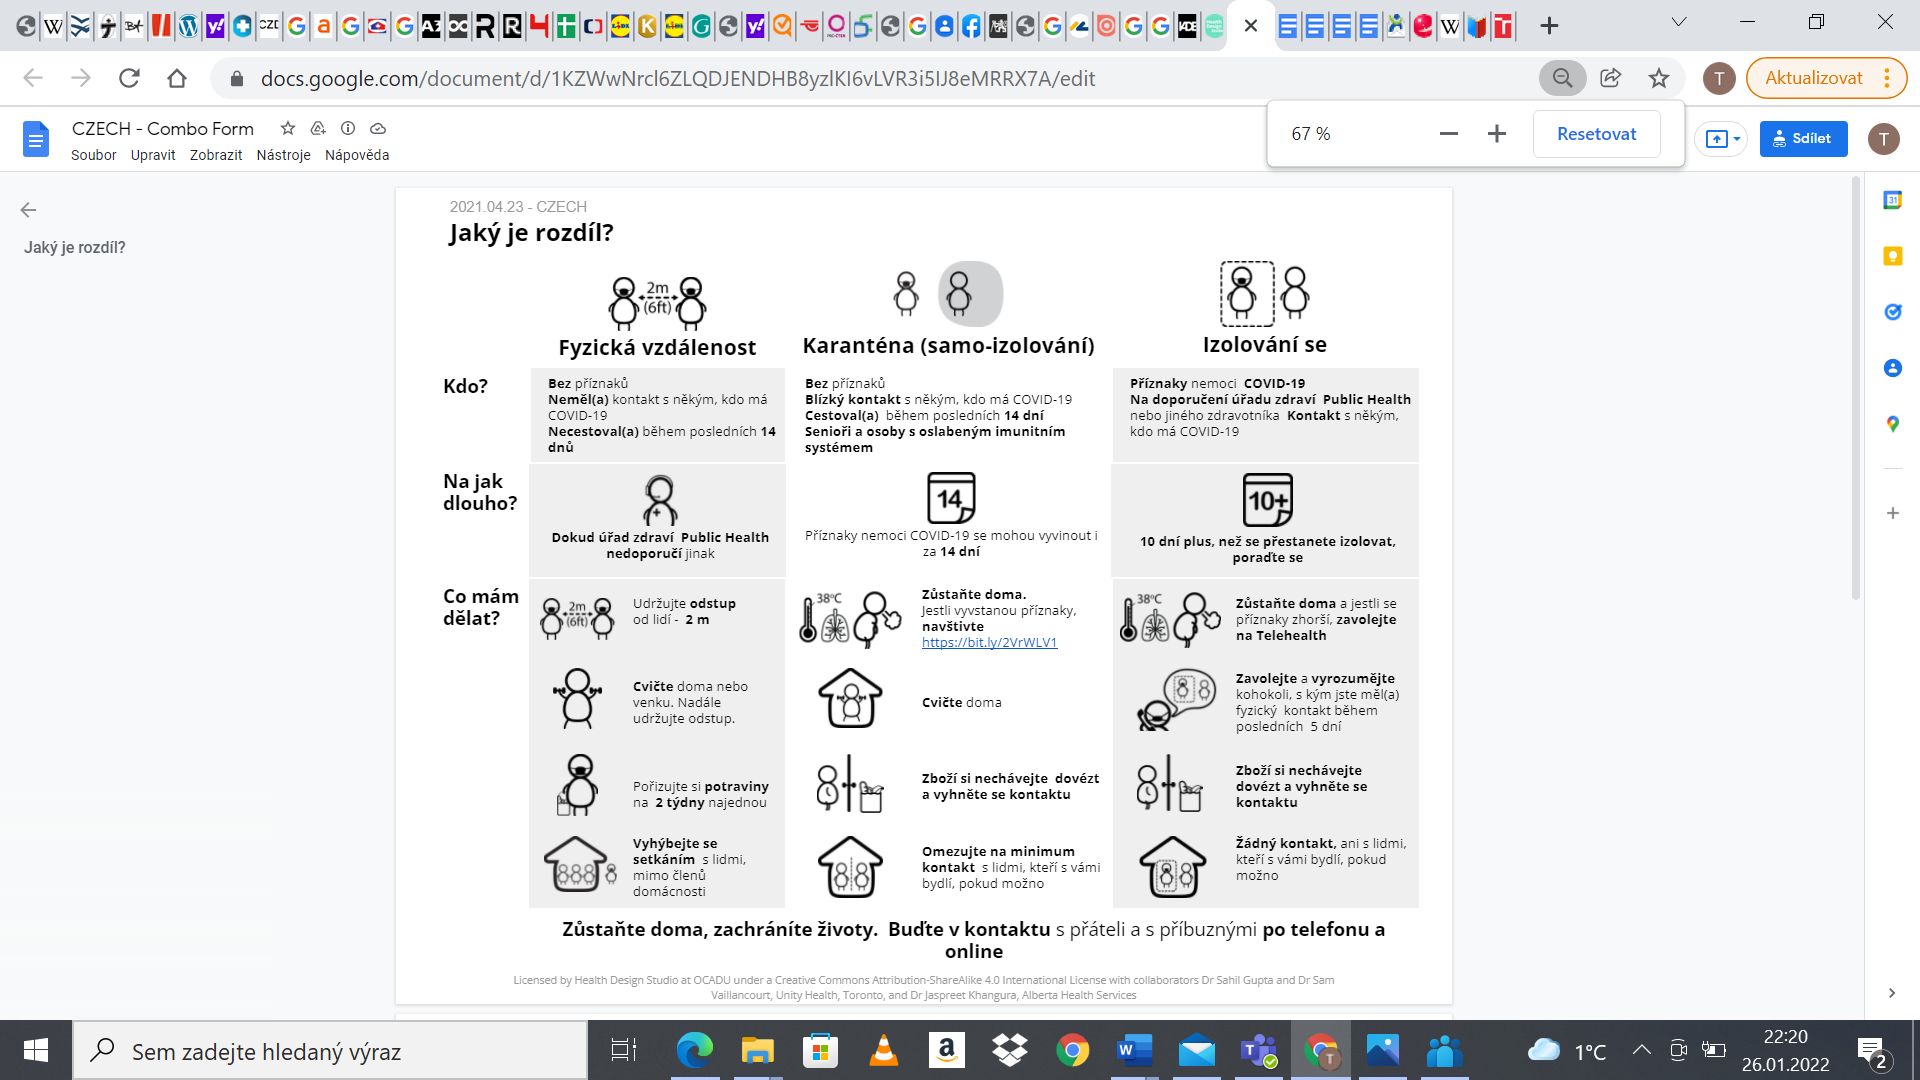 docs.google.com/document/d/1KZWwNrcl6ZLQDJENDHB8yzlKI6vLVR3i5IJ8eMRRX7A/edit
T
Aktualizovat
CZECH - Combo Form
Soubor Upravit Zobrazit Nástroje Nápověda
67 %
Resetovat
Sdílet
T
Jaký je rozdíl?
2021.04.23 - CZECH
Jaký je rozdíl?
2m
(6ft)
Fyzická vzdálenost
Karanténa (samo-izolování)
Izolování se
Kdo?
Bez příznaků
Neměl(a) kontakt s někým, kdo má
COVID-19
Necestoval(a) během posledních 14
dnů
Bez příznaků
Blízký kontakt s někým, kdo má COVID-19
Cestoval(a) během posledních 14 dní
Senioři a osoby s oslabeným imunitním
systémem
Příznaky nemoci COVID-19
Na doporučení úřadu zdraví Public Health
nebo jiného zdravotníka Kontakt s někým,
kdo má COVID-19
Na jak
dlouho?
Dokud úřad zdraví Public Health
nedoporučí jinak
14
Příznaky nemoci COVID-19 se mohou vyvinout i
za 14 dní
10+
10 dní plus, než se přestanete izolovat,
poraďte se
Co mám
dělat?
2m
(6ft)
Udržujte odstup
od lidí - 2 m
38°C
Zůstaňte doma.
Jestli vyvstanou příznaky,
navštivte
https://bit.ly/2VrWLV1
38°C
Zůstaňte doma a jestli se
příznaky zhorší, zavolejte
na Telehealth
Cvičte doma nebo
venku. Nadále
udržujte odstup.
Cvičte doma
Zavolejte a vyrozumějte
kohokoli, s kým jste měl(a)
fyzický kontakt během
posledních 5 dní
Pořizujte si potraviny
na 2 týdny najednou
Zboží si nechávejte dovézt
a vyhněte se kontaktu
Zboží si nechávejte
dovézt a vyhněte se
kontaktu
Vyhýbejte se
setkáním s lidmi,
mimo členů
domácnosti
Omezujte na minimum
kontakt s lidmi, kteří s vámi
bydlí, pokud možno
Žádný kontakt, ani s lidmi,
kteří s vámi bydlí, pokud
možno
Zůstaňte doma, zachráníte životy. Buďte v kontaktu s přáteli a s příbuznými po telefonu a
online
Licensed by Health Design Studio at OCADU under a Creative Commons Attribution-ShareAlike 4.0 International License with collaborators Dr Sahil Gupta and Dr Sam
Vaillancourt, Unity Health, Toronto, and Dr Jaspreet Khangura, Alberta Health Services
Sem zadejte hledaný výraz
1°C
22:20
26.01.2022
2